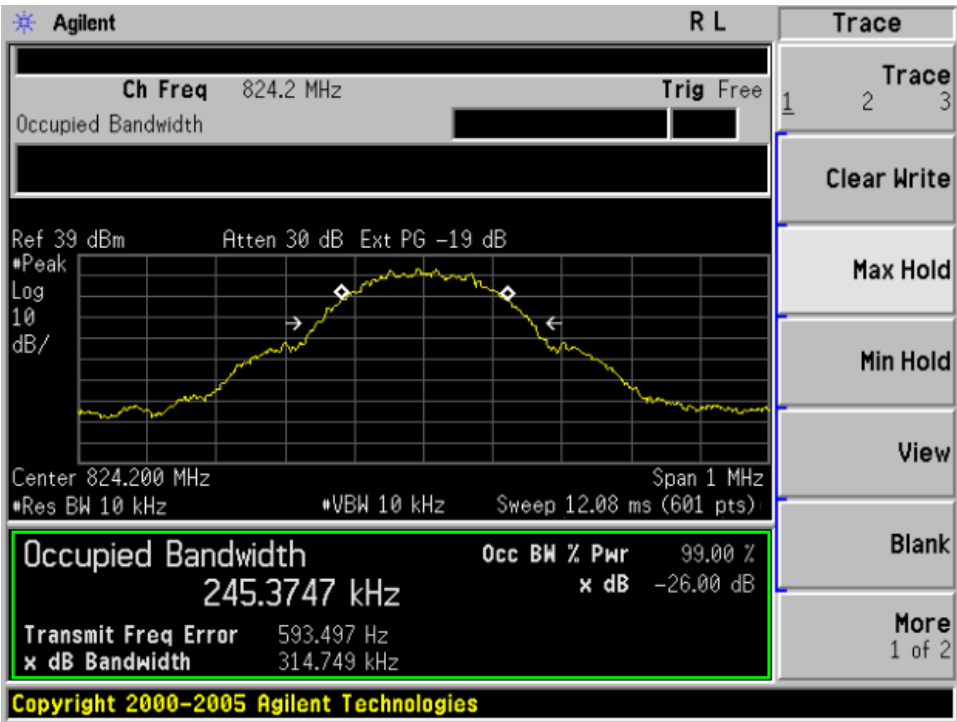 Agilent R L Trace
Ch Freq 824.2 MHz Trig Free
Occupied Bandwidth
Trace
1 2 3
Clear Write
Max Hold
Min Hold
View
Blank
More
1 of 2
Ref 39 dBm Atten 30 dB Ext PG -19 dB
#Peak
Log
10
dB/
Center 824.200 MHz Span 1 MHz
#Res BW 10 kHz #VBW 10 kHz Sweep 12.08 ms (601 pts)
Occupied Bandwidth
245.3747 kHz
Occ BW % Pwr 99.00 %
x dB -26.00 dB
Transmit Freq Error 593.497 Hz
x dB Bandwidth 314.749 kHz
Copyright 2000-2005 Agilent Technologies